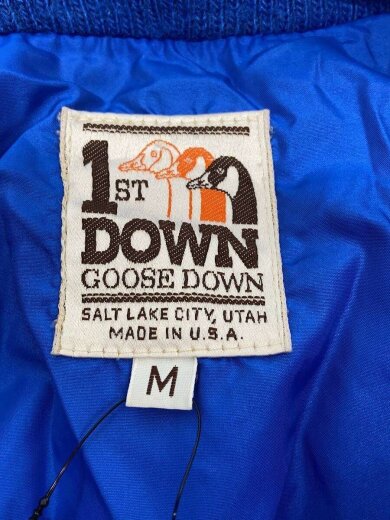 1ST
DOWN
GOOSE DOWN
SALT LAKE CITY, UTAH
MADE IN U.S.A.
M